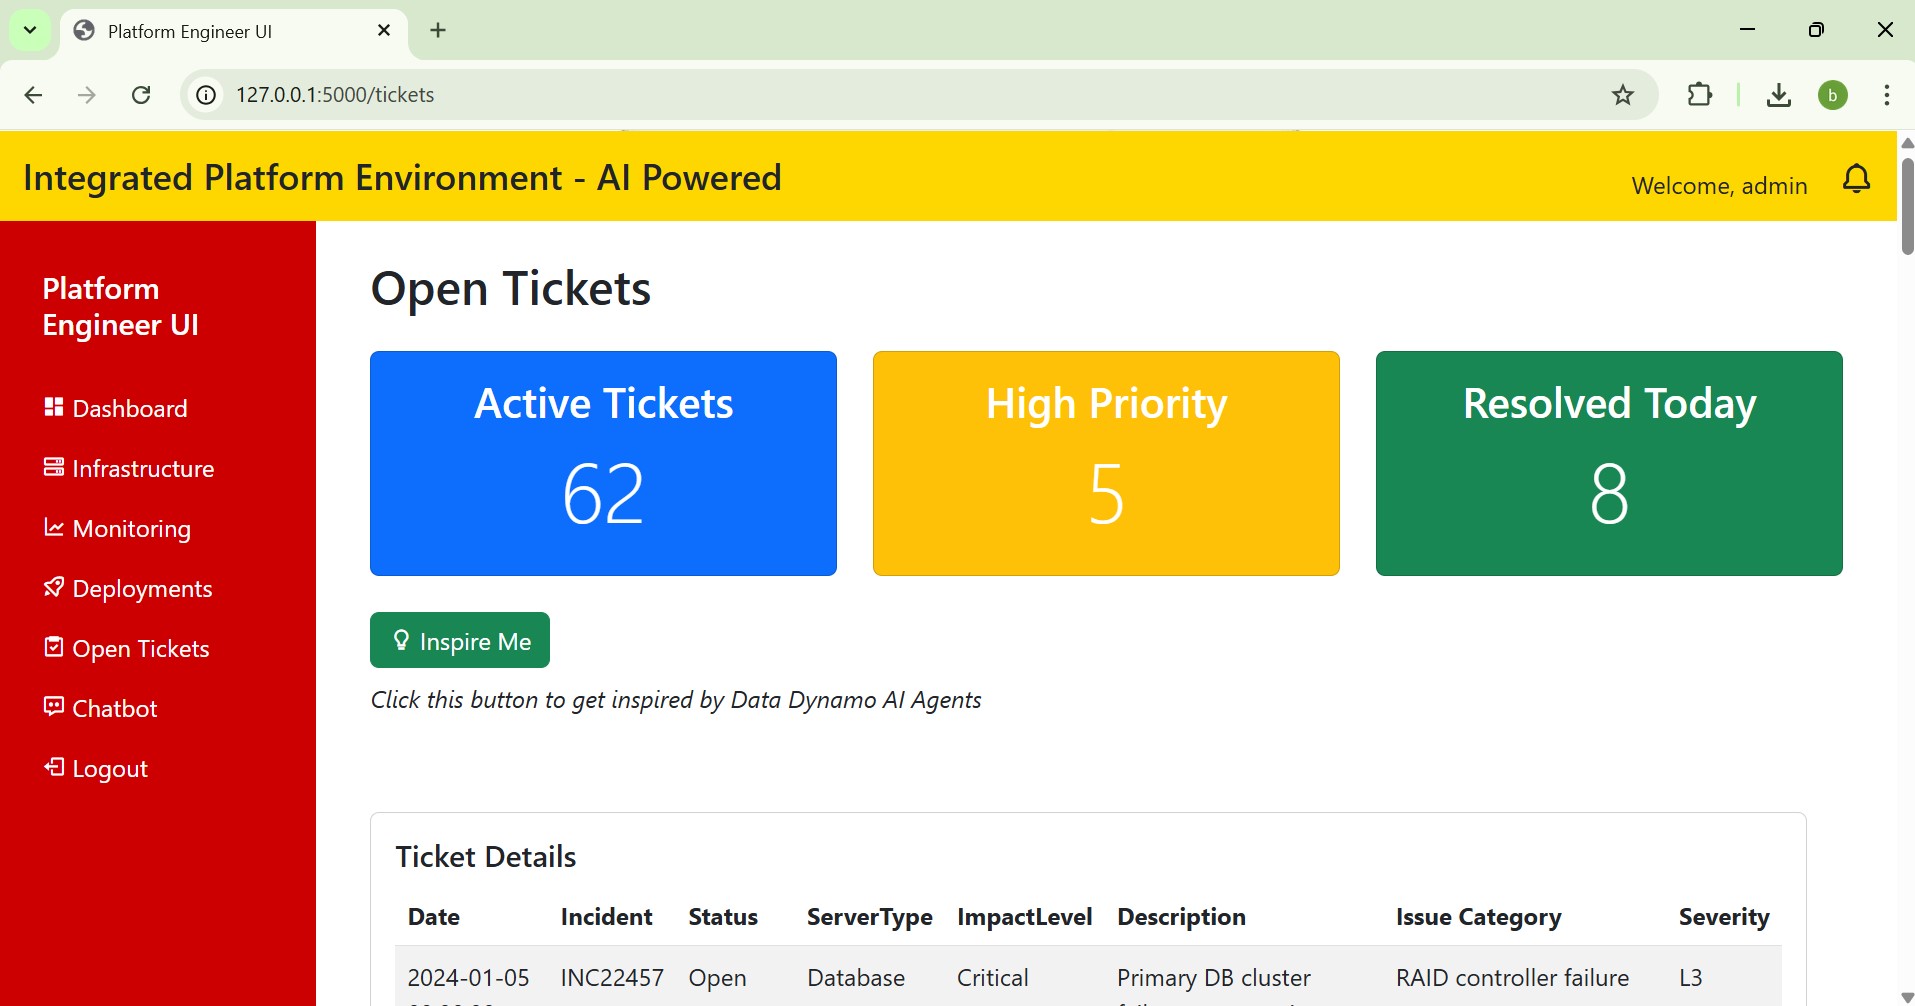 Platform Engineer UI
127.0.0.1:5000/tickets
b
Integrated Platform Environment - AI Powered
Welcome, admin
Platform
Engineer UI
Dashboard
Infrastructure
Monitoring
Deployments
Open Tickets
Chatbot
Logout
Open Tickets
Active Tickets
62
High Priority
5
Resolved Today
8
Inspire Me
Click this button to get inspired by Data Dynamo AI Agents
Ticket Details
Date Incident Status ServerType ImpactLevel Description Issue Category Severity
2024-01-05 INC22457 Open Database Critical Primary DB cluster RAID controller failure L3